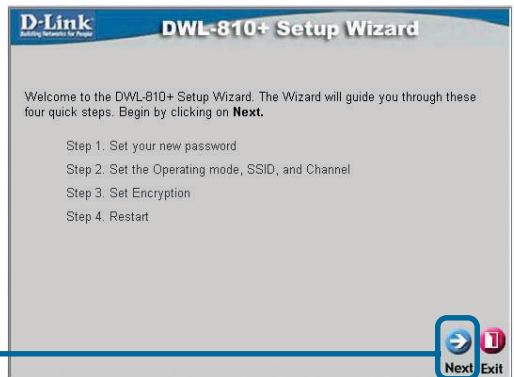 D-Link
Building Networks for People
DWL-810+ Setup Wizard
Welcome to the DWL-810+ Setup Wizard. The Wizard will guide you through these
four quick steps. Begin by clicking on Next.
Step 1. Set your new password
Step 2. Set the Operating mode, SSID, and Channel
Step 3. Set Encryption
Step 4. Restart
Next Exit